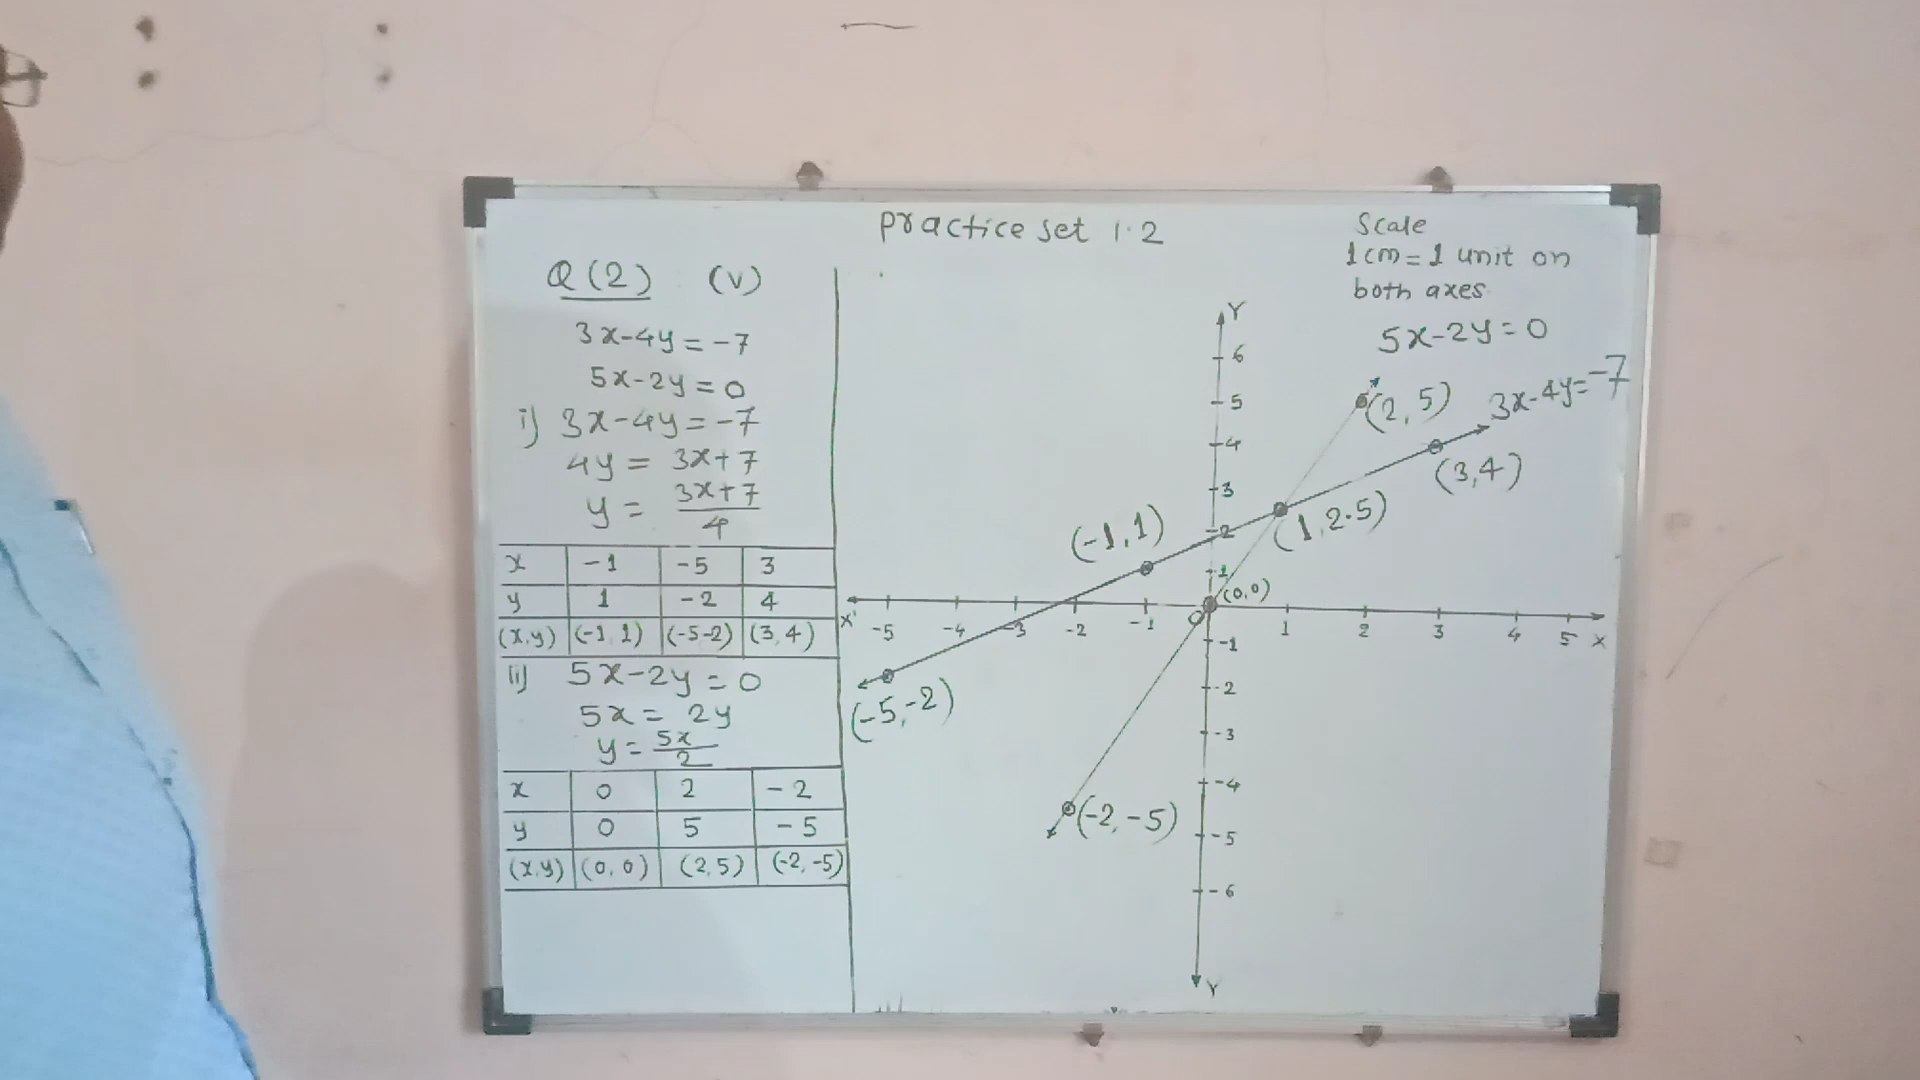 Practice set 1.2
Scale
1cm = 1 unit on
both axes.
Q(2) (v)
3x-4y = -7
5x-2y = 0
i) 3x-4y = -7
4y = 3x+7
y = 3x+7
4
x -1 -5 3
y 1 -2 4
(x,y) (-1, 1) (-5-2) (3,4)
ii) 5x-2y = 0
5x = 2y
y = 5x
2
x 0 2 -2
y 0 5 -5
(x,y) (0,0) (2,5) (-2,-5)
Y
5x-2y=0
6
5
(2,5)
3x-4y=-7
4
(3,4)
3
(1,2.5)
2
(-1,1)
1
(0,0)
X' -5 -4 -3 -2 -1 O 1 2 3 4 5 X
-1
-2
(-5,-2)
-3
-4
(-2,-5)
-5
-6
Y